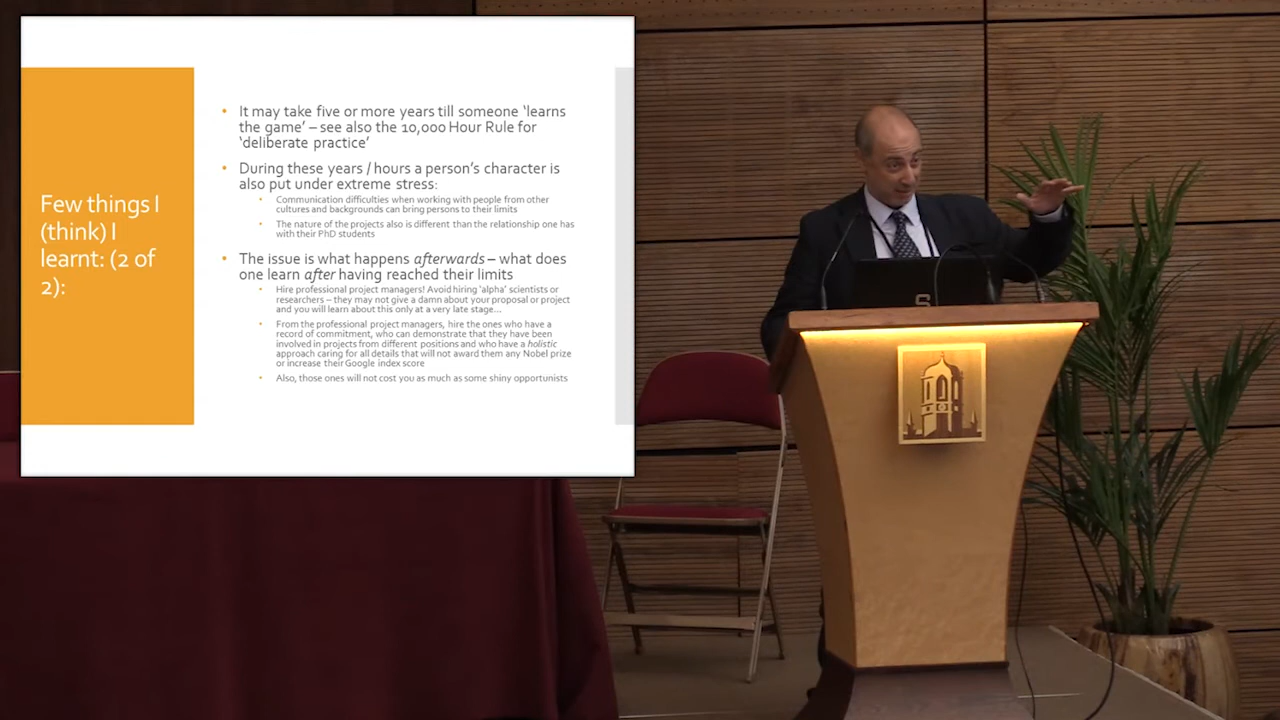 Few things I
(think) I
learnt: (2 of
2):
• It may take five or more years till someone ‘learns
the game’ – see also the 10,000 Hour Rule for
‘deliberate practice’
• During these years / hours a person’s character is
also put under extreme stress:
• Communication difficulties when working with people from other
cultures and backgrounds can bring persons to their limits
• The nature of the projects also is different than the relationship one has
with their PhD students
• The issue is what happens afterwards – what does
one learn after having reached their limits
• Hire professional project managers! Avoid hiring ‘alpha’ scientists or
researchers – they may not give a damn about your proposal or project
and you will learn about this only at a very late stage…
• From the professional project managers, hire the ones who have a
record of commitment, who can demonstrate that they have been
involved in projects from different positions and who have a holistic
approach caring for all details that will not award them any Nobel prize
or increase their Google index score
• Also, those ones will not cost you as much as some shiny opportunists